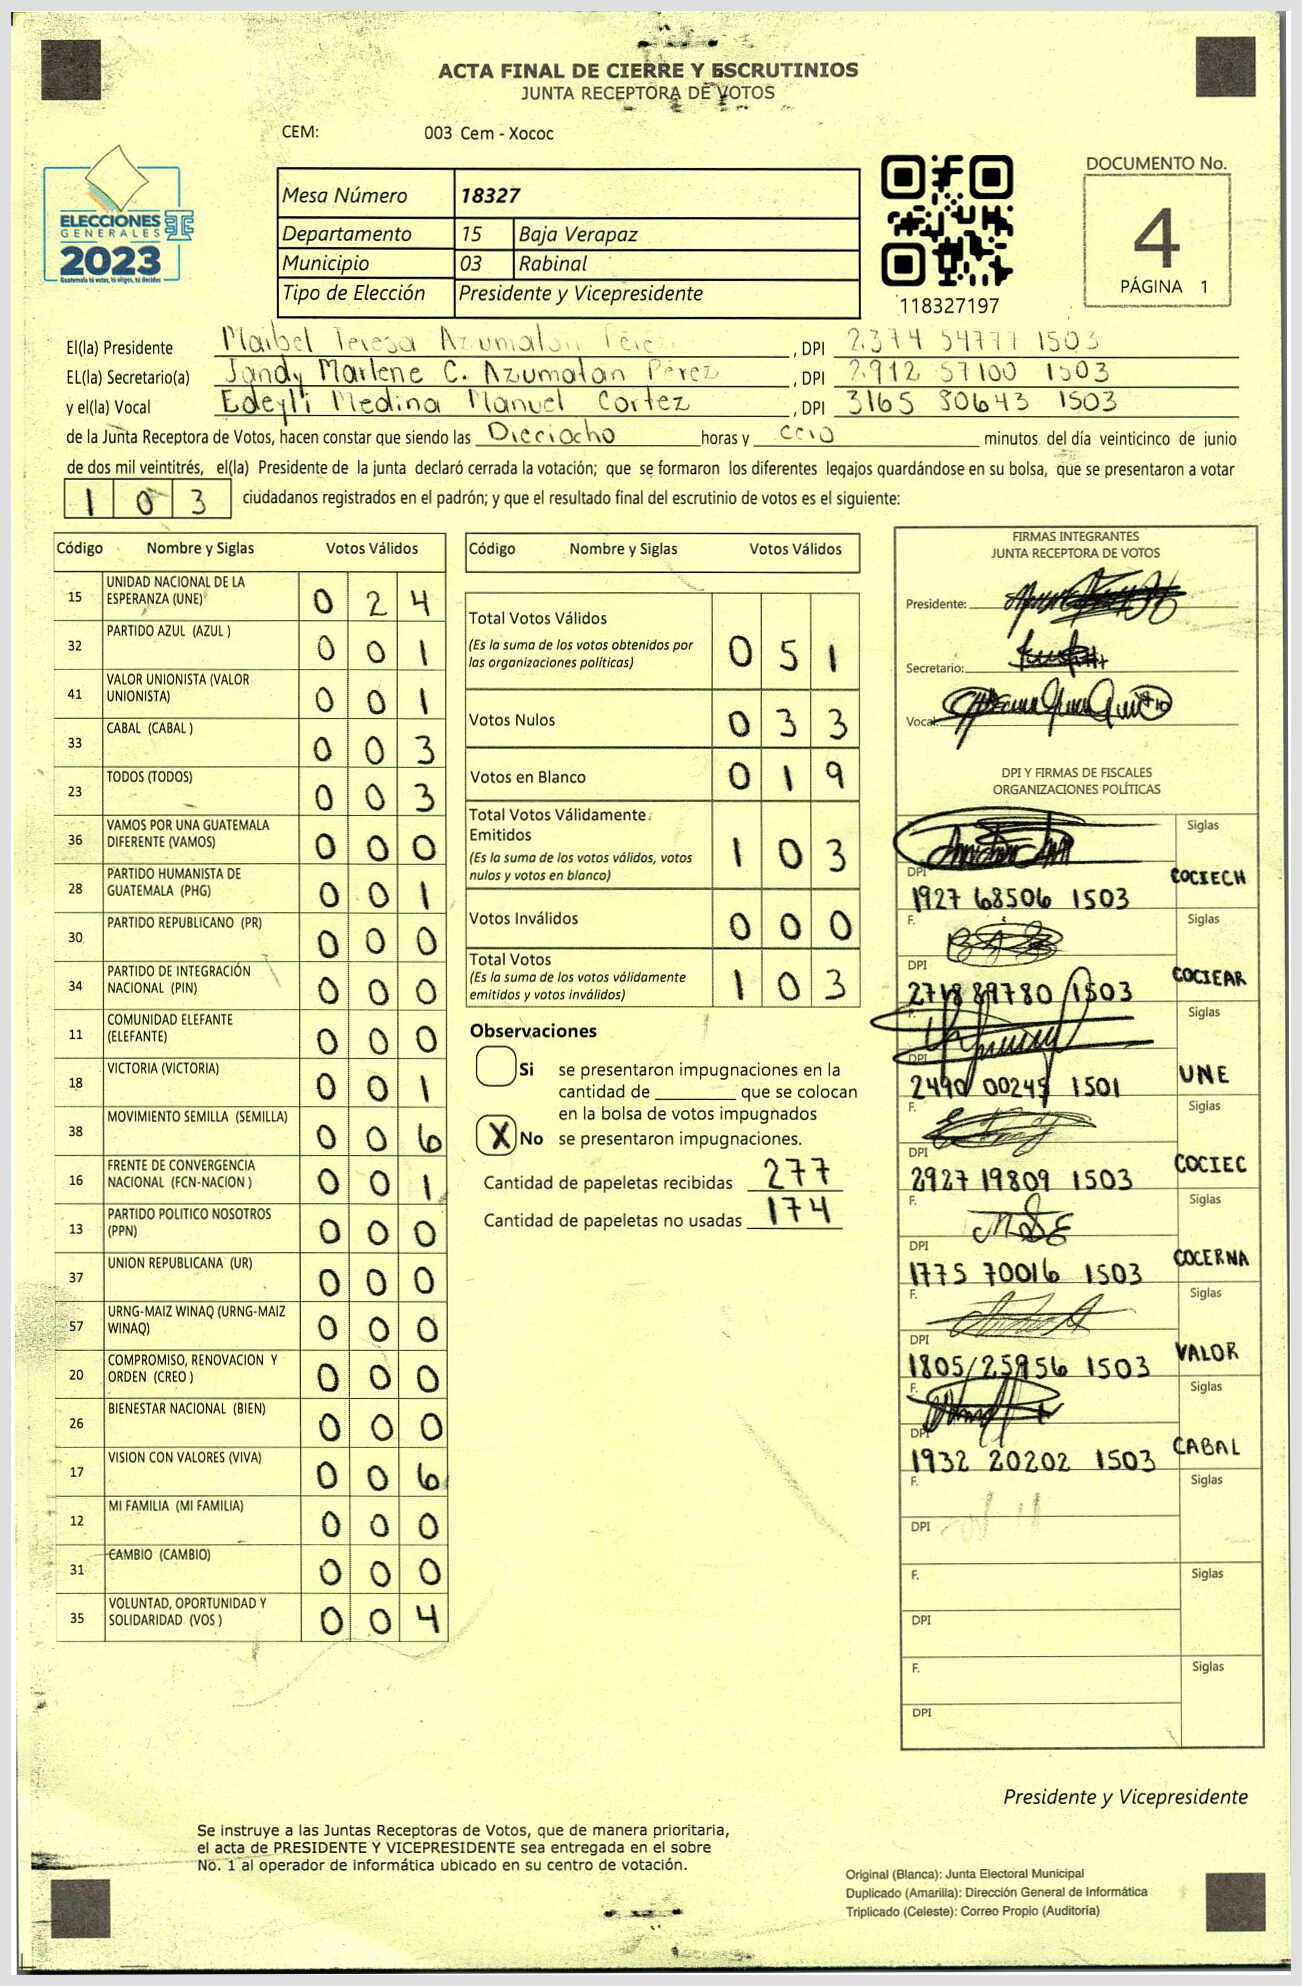 ACTA FINAL DE CIERRE Y ESCRUTINIOS
JUNTA RECEPTORA DE VOTOS
CEM: 003 Cem - Xococ
ELECCIONES
GENERALES
2023
Guatemala tú votas, tú eliges, tú decides
Mesa Número 18327
Departamento 15 Baja Verapaz
Municipio 03 Rabinal
Tipo de Elección Presidente y Vicepresidente
118327197
DOCUMENTO No.
4
PÁGINA 1
El(la) Presidente Maribel Teresa Azumatan Pérez, DPI 2374 54777 1503
EL(la) Secretario(a) Jandy Marlene C. Azumatan Pérez, DPI 2912 57100 1503
y el(la) Vocal Edeyli Medina Manuel Cortez, DPI 3165 80643 1503
de la Junta Receptora de Votos, hacen constar que siendo las Dieciocho horas y cero minutos del día veinticinco de junio
de dos mil veintitrés, el(la) Presidente de la junta declaró cerrada la votación; que se formaron los diferentes legajos quardándose en su bolsa, que se presentaron a votar
1 0 3 ciudadanos registrados en el padrón; y que el resultado final del escrutinio de votos es el siguiente:
Código Nombre y Siglas Votos Válidos
15 UNIDAD NACIONAL DE LA ESPERANZA (UNE) 0 2 4
32 PARTIDO AZUL (AZUL ) 0 0 1
41 VALOR UNIONISTA (VALOR UNIONISTA) 0 0 1
33 CABAL (CABAL ) 0 0 3
23 TODOS (TODOS) 0 0 3
36 VAMOS POR UNA GUATEMALA DIFERENTE (VAMOS) 0 0 0
28 PARTIDO HUMANISTA DE GUATEMALA (PHG) 0 0 1
30 PARTIDO REPUBLICANO (PR) 0 0 0
34 PARTIDO DE INTEGRACIÓN NACIONAL (PIN) 0 0 0
11 COMUNIDAD ELEFANTE (ELEFANTE) 0 0 0
18 VICTORIA (VICTORIA) 0 0 1
38 MOVIMIENTO SEMILLA (SEMILLA) 0 0 6
16 FRENTE DE CONVERGENCIA NACIONAL (FCN-NACION ) 0 0 1
13 PARTIDO POLITICO NOSOTROS (PPN) 0 0 0
37 UNION REPUBLICANA (UR) 0 0 0
57 URNG-MAIZ WINAQ (URNG-MAIZ WINAQ) 0 0 0
20 COMPROMISO, RENOVACION Y ORDEN (CREO ) 0 0 0
26 BIENESTAR NACIONAL (BIEN) 0 0 0
17 VISION CON VALORES (VIVA) 0 0 6
12 MI FAMILIA (MI FAMILIA) 0 0 0
31 CAMBIO (CAMBIO) 0 0 0
35 VOLUNTAD, OPORTUNIDAD Y SOLIDARIDAD (VOS ) 0 0 4
Código Nombre y Siglas Votos Válidos
Total Votos Válidos
(Es la suma de los votos obtenidos por las organizaciones políticas) 0 5 1
Votos Nulos 0 3 3
Votos en Blanco 0 1 9
Total Votos Válidamente Emitidos
(Es la suma de los votos válidos, votos nulos y votos en blanco) 1 0 3
Votos Inválidos 0 0 0
Total Votos
(Es la suma de los votos válidamente emitidos y votos inválidos) 1 0 3
Observaciones
Si se presentaron impugnaciones en la
cantidad de ________ que se colocan
en la bolsa de votos impugnados
X No se presentaron impugnaciones.
Cantidad de papeletas recibidas 277
Cantidad de papeletas no usadas 174
FIRMAS INTEGRANTES
JUNTA RECEPTORA DE VOTOS
Presidente:
Secretario:
Vocal:
DPI Y FIRMAS DE FISCALES
ORGANIZACIONES POLÍTICAS
Siglas
DPI 1927 68506 1503 COCIECH
F. Siglas
DPI 2718 89780 1503 COCIEAR
F. Siglas
DPI 2490 00245 1501 UNE
F. Siglas
DPI 2927 19809 1503 COCIEC
F. Siglas
DPI 1775 70016 1503 COCERNA
F. Siglas
DPI 1805/25956 1503 VALOR
F. Siglas
DPI 1932 20202 1503 CABAL
F. Siglas
DPI
F. Siglas
DPI
F. Siglas
DPI
Presidente y Vicepresidente
Se instruye a las Juntas Receptoras de Votos, que de manera prioritaria,
el acta de PRESIDENTE Y VICEPRESIDENTE sea entregada en el sobre
No. 1 al operador de informática ubicado en su centro de votación.
Original (Blanca): Junta Electoral Municipal
Duplicado (Amarilla): Dirección General de Informática
Triplicado (Celeste): Correo Propio (Auditoría)